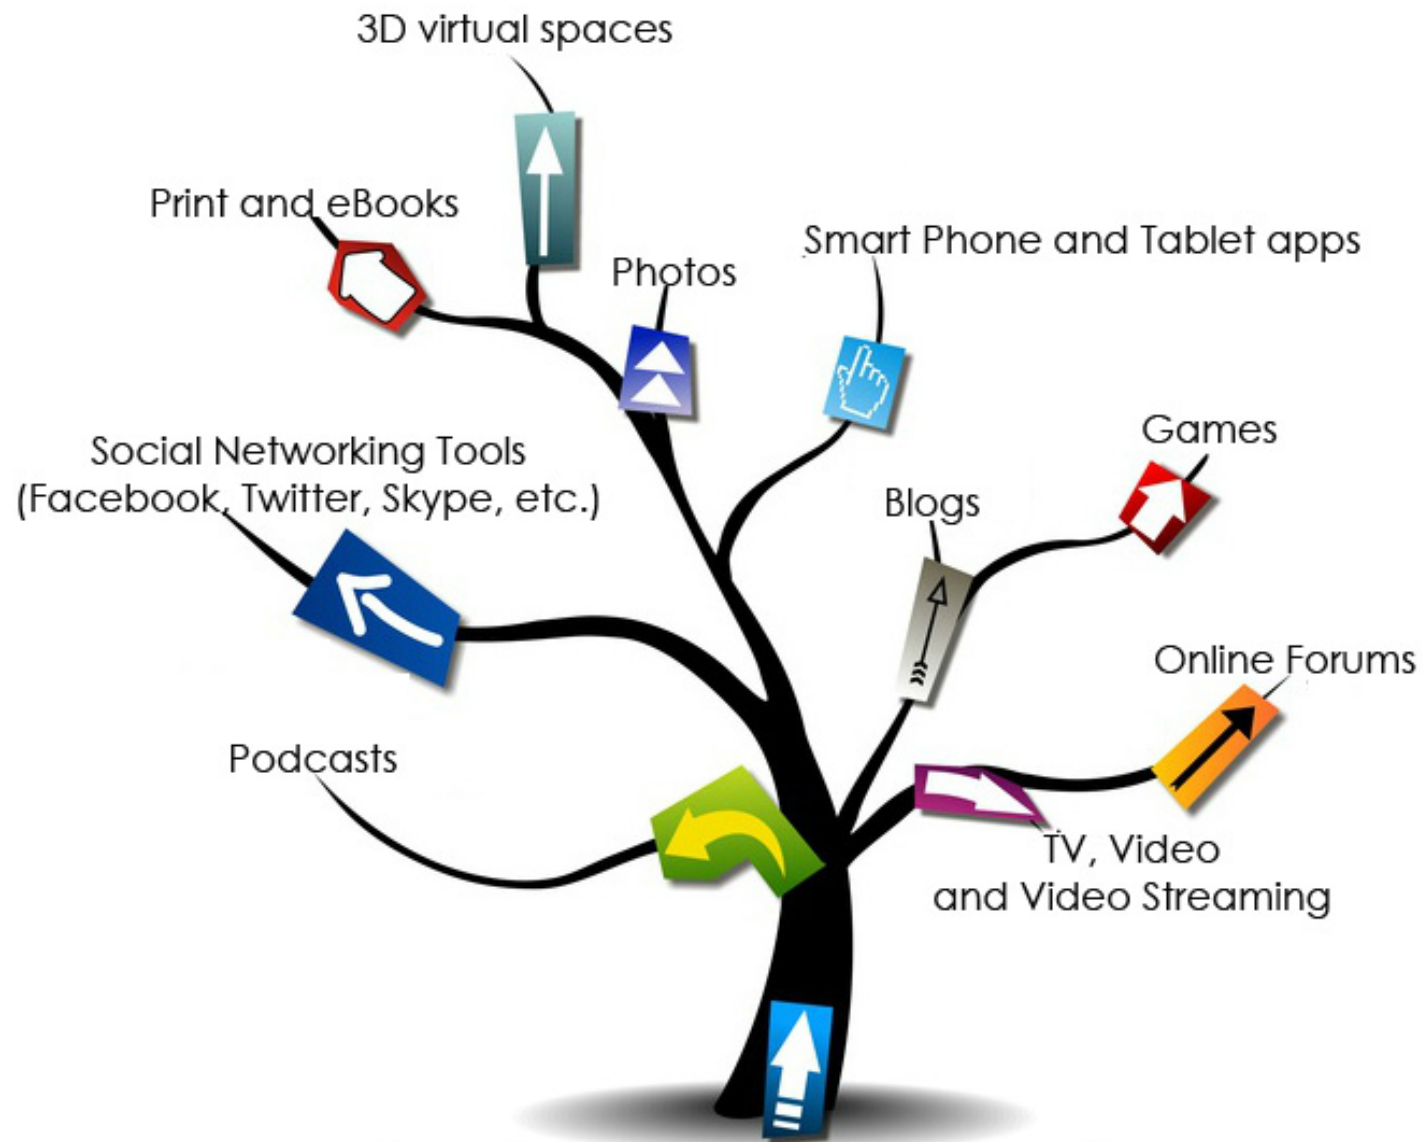 3D virtual spaces
Print and eBooks
Smart Phone and Tablet apps
Photos
Games
Social Networking Tools
(Facebook, Twitter, Skype, etc.)
Blogs
Online Forums
Podcasts
TV, Video
and Video Streaming